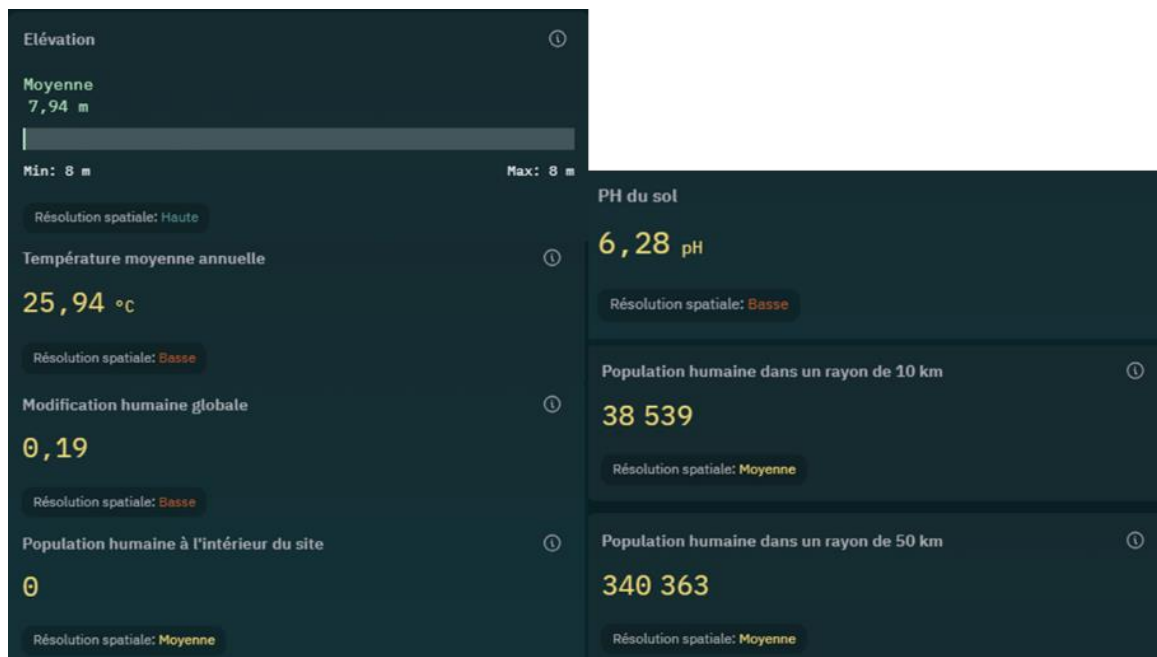 Elévation
Moyenne
7,94 m
Min: 8 m
Max: 8 m
Résolution spatiale: Haute
Température moyenne annuelle
25,94 °C
Résolution spatiale: Basse
Modification humaine globale
0,19
Résolution spatiale: Basse
Population humaine à l'intérieur du site
0
Résolution spatiale: Moyenne
PH du sol
6,28 pH
Résolution spatiale: Basse
Population humaine dans un rayon de 10 km
38 539
Résolution spatiale: Moyenne
Population humaine dans un rayon de 50 km
340 363
Résolution spatiale: Moyenne